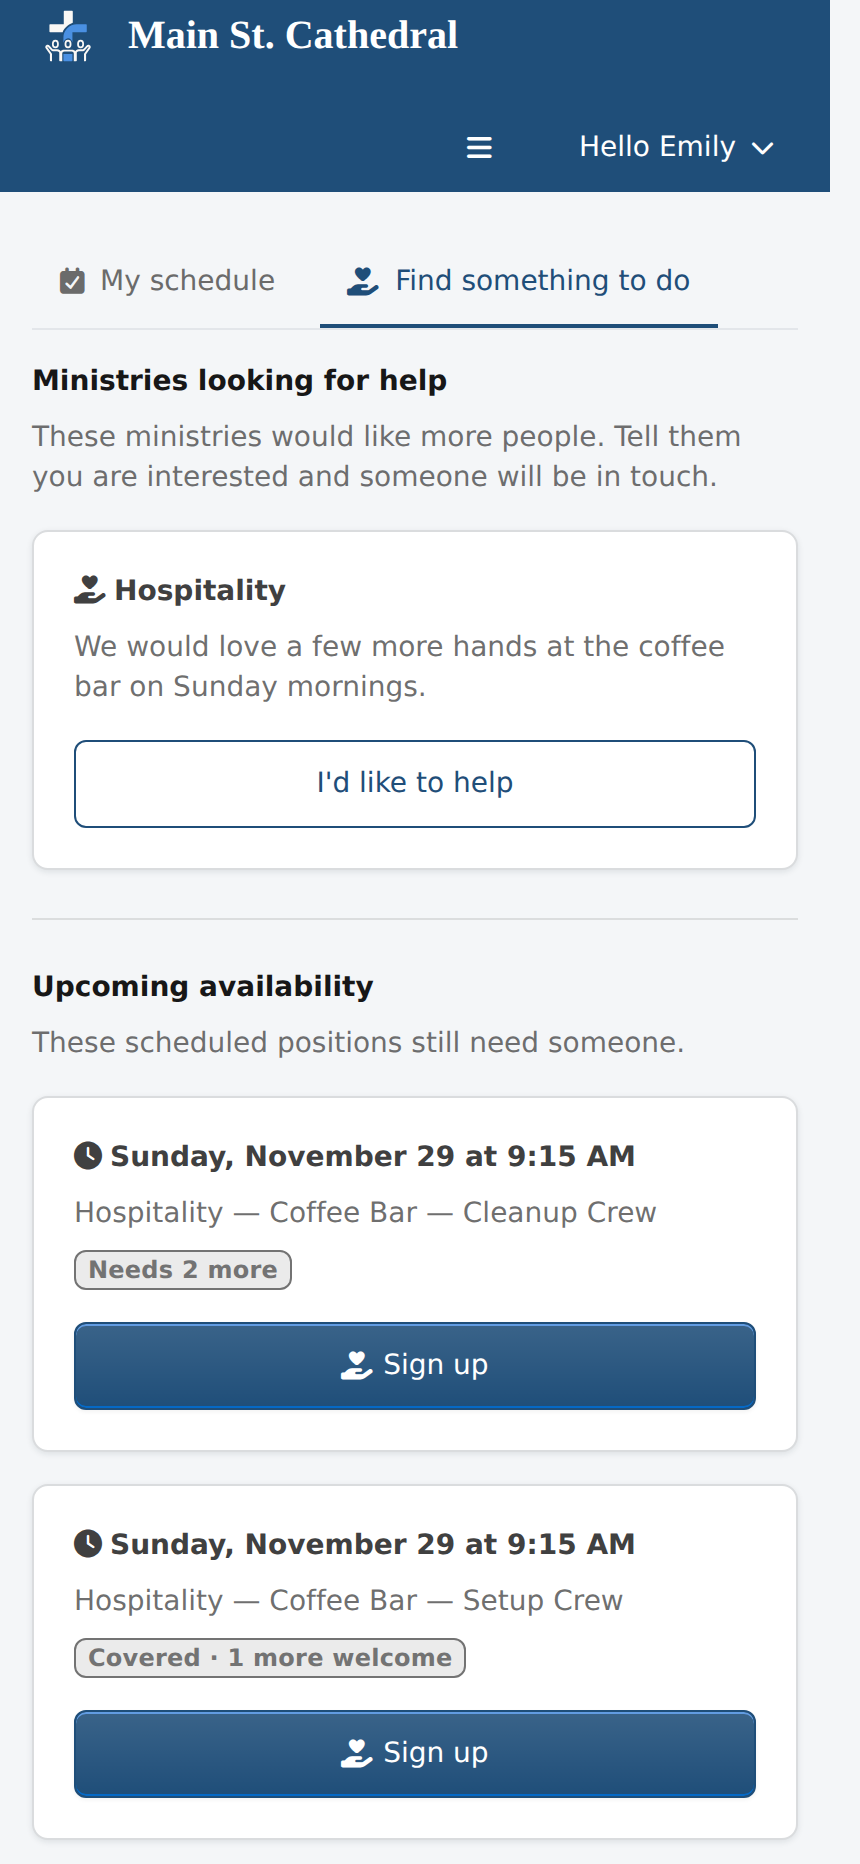 Main St. Cathedral
Hello Emily
My schedule
Find something to do
Ministries looking for help
These ministries would like more people. Tell them
you are interested and someone will be in touch.
Hospitality
We would love a few more hands at the coffee
bar on Sunday mornings.
I'd like to help
Upcoming availability
These scheduled positions still need someone.
Sunday, November 29 at 9:15 AM
Hospitality — Coffee Bar — Cleanup Crew
Needs 2 more
Sign up
Sunday, November 29 at 9:15 AM
Hospitality — Coffee Bar — Setup Crew
Covered · 1 more welcome
Sign up